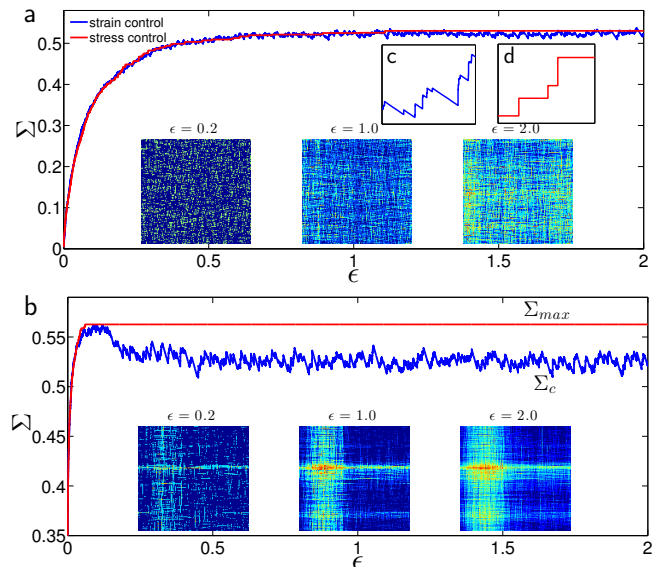 a
strain control
stress control
c
d
0.5
0.4
0.3
0.2
0.1
0
Σ
ϵ = 0.2
ϵ = 1.0
ϵ = 2.0
0
0.5
1
1.5
2
ϵ
b
Σmax
Σc
0.55
0.5
0.45
0.4
0.35
Σ
ϵ = 0.2
ϵ = 1.0
ϵ = 2.0
0
0.5
1
1.5
2
ϵ